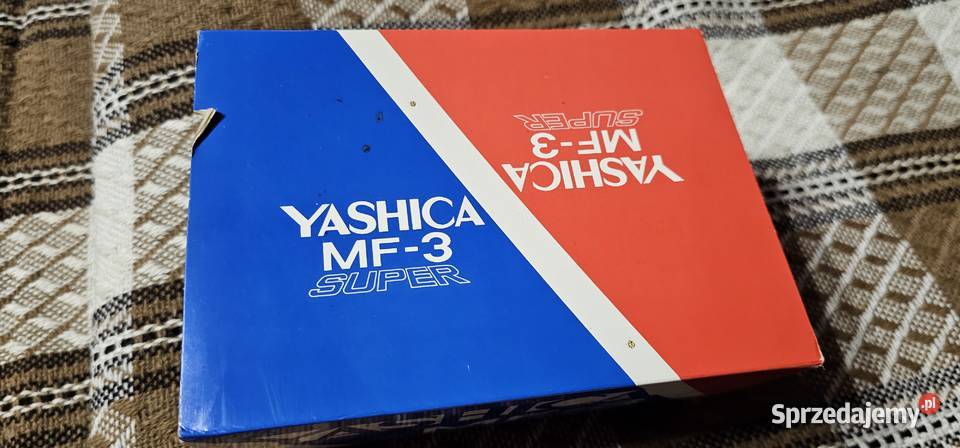 YASHICA
MF-3
SUPER
YASHICA
MF-3
SUPER
Sprzedajemy.pl